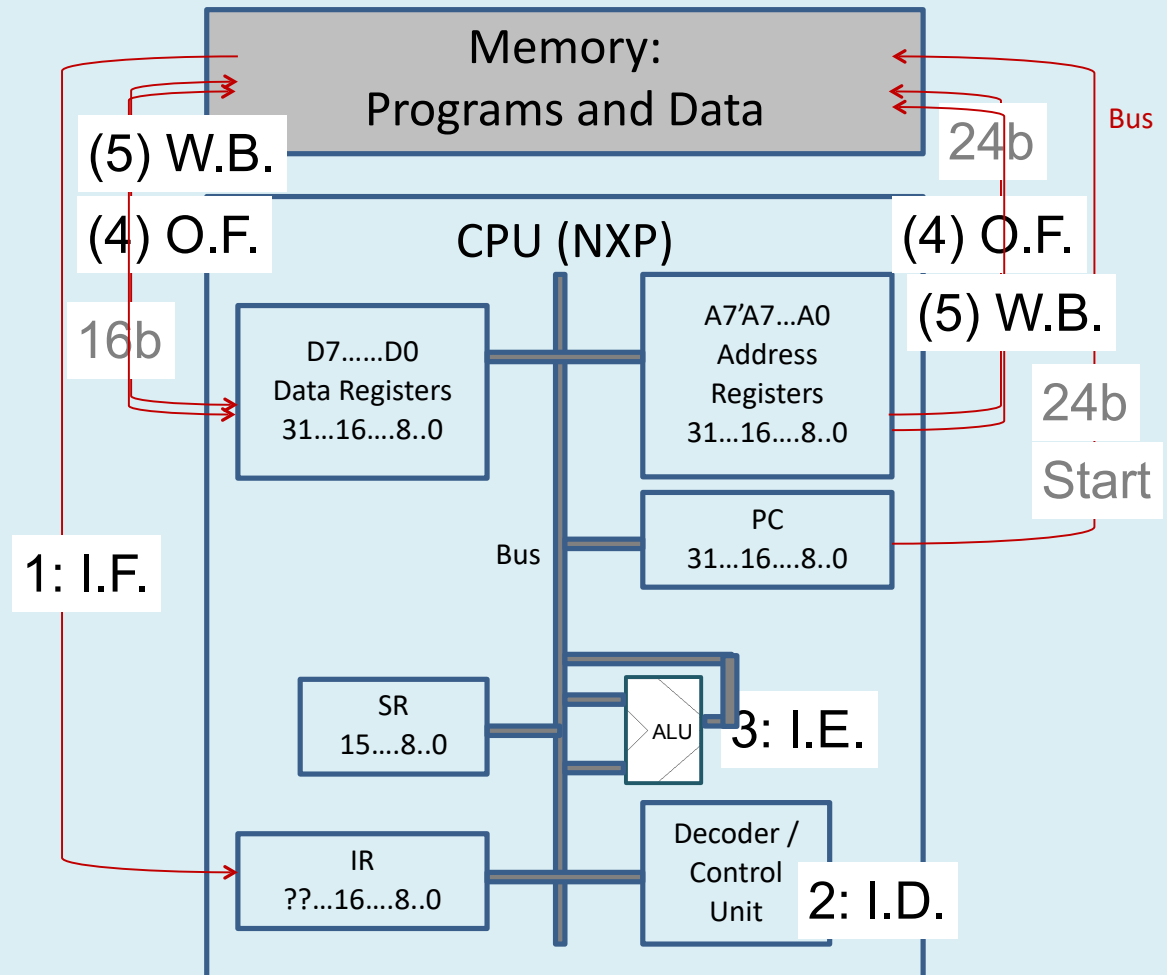 Memory:
Programs and Data
Bus
24b
(5) W.B.
(4) O.F.
16b
CPU (NXP)
(4) O.F.
(5) W.B.
24b
Start
D7......D0
Data Registers
31...16....8..0
A7’A7...A0
Address
Registers
31...16....8..0
PC
31...16....8..0
Bus
1: I.F.
SR
15....8..0
ALU
3: I.E.
IR
??...16....8..0
Decoder /
Control
Unit
2: I.D.